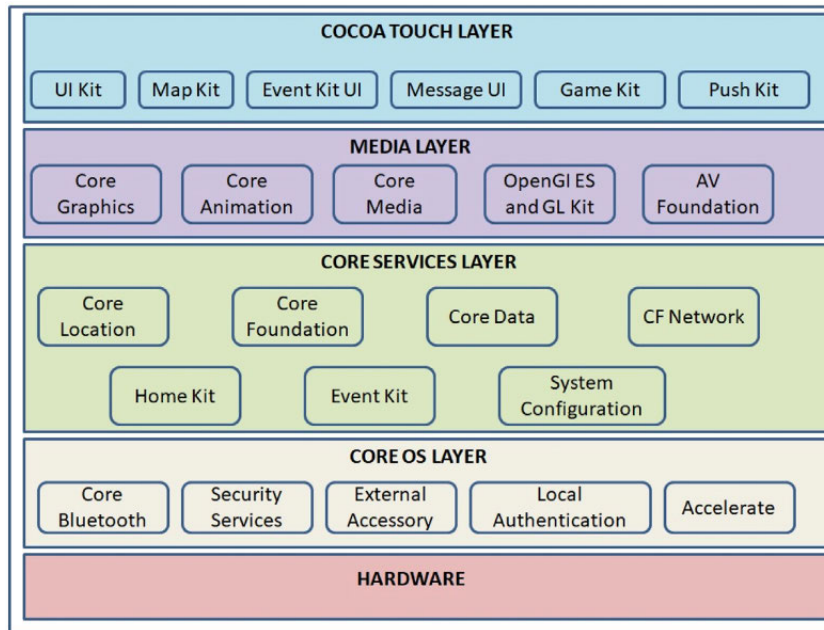 COCOA TOUCH LAYER
UI Kit
Map Kit
Event Kit UI
Message UI
Game Kit
Push Kit
MEDIA LAYER
Core
Graphics
Core
Animation
Core
Media
OpenGl ES
and GL Kit
AV
Foundation
CORE SERVICES LAYER
Core
Location
Core
Foundation
Core Data
CF Network
Home Kit
Event Kit
System
Configuration
CORE OS LAYER
Core
Bluetooth
Security
Services
External
Accessory
Local
Authentication
Accelerate
HARDWARE